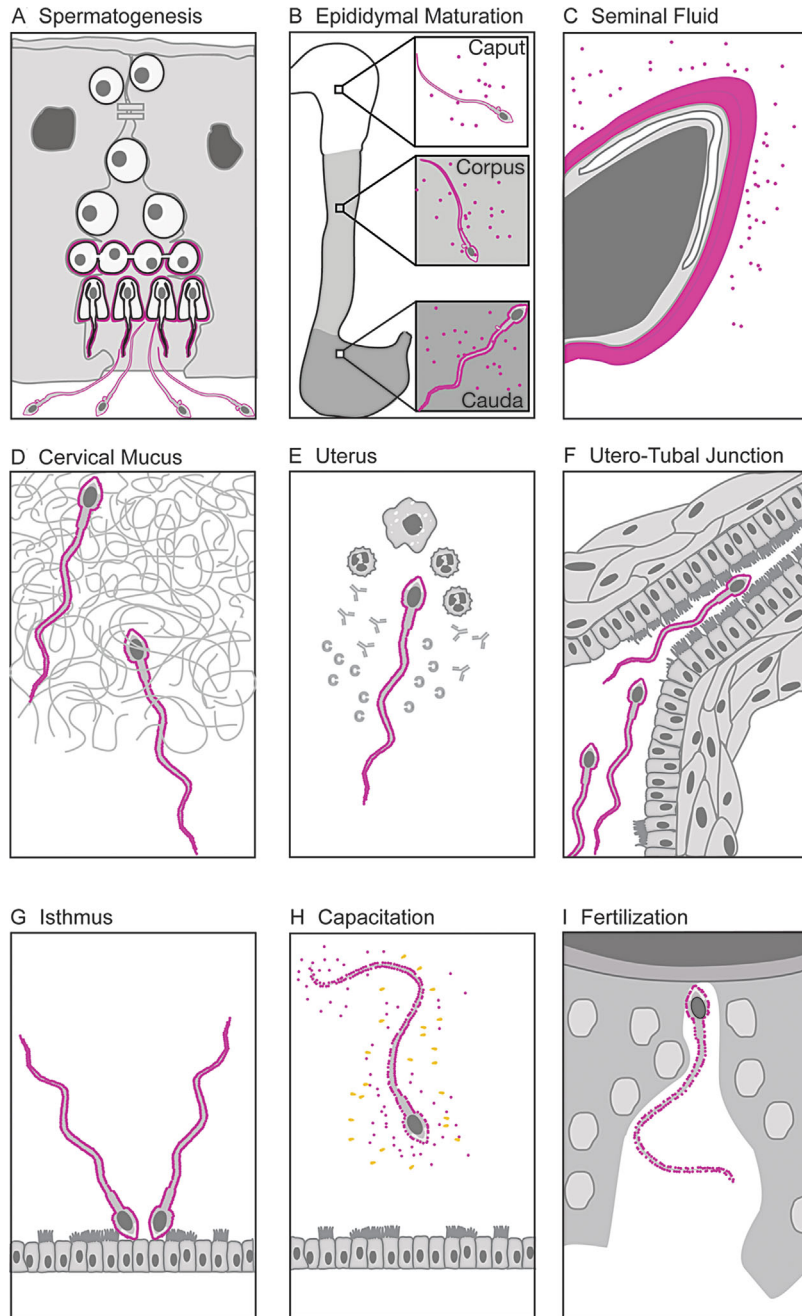 A Spermatogenesis
B Epididymal Maturation
C Seminal Fluid
Caput
Corpus
Cauda
D Cervical Mucus
E Uterus
F Utero-Tubal Junction
G Isthmus
H Capacitation
I Fertilization